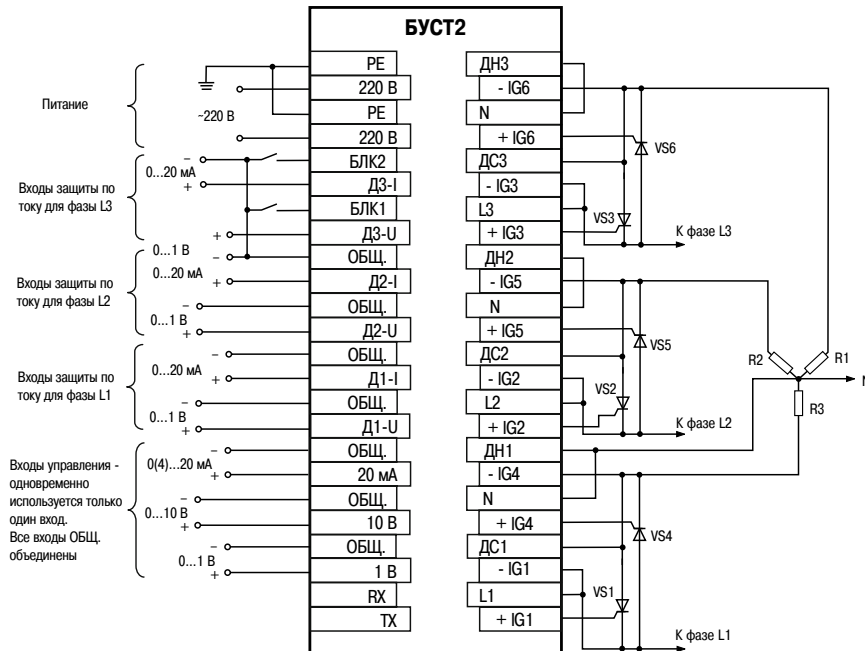 БУСТ2
Питание
~220 В
Входы защиты по
току для фазы L3
−
0...20 мА
+
+
0...1 В
−
Входы защиты по
току для фазы L2
0...20 мА
+
−
0...1 В
+
Входы защиты по
току для фазы L1
−
0...20 мА
+
−
0...1 В
+
Входы управления -
одновременно
используется только
один вход.
Все входы ОБЩ.
объединены
−
0(4)...20 мА
+
−
0...10 В
+
−
0...1 В
+
PE
220 В
PE
220 В
БЛК2
Д3-I
БЛК1
Д3-U
ОБЩ.
Д2-I
ОБЩ.
Д2-U
ОБЩ.
Д1-I
ОБЩ.
Д1-U
ОБЩ.
20 мА
ОБЩ.
10 В
ОБЩ.
1 В
RX
TX
ДН3
- IG6
N
+ IG6
ДС3
- IG3
L3
+ IG3
ДН2
- IG5
N
+ IG5
ДС2
- IG2
L2
+ IG2
ДН1
- IG4
N
+ IG4
ДС1
- IG1
L1
+ IG1
VS6
VS3
К фазе L3
VS5
VS2
К фазе L2
R2
R1
N
R3
VS4
VS1
К фазе L1